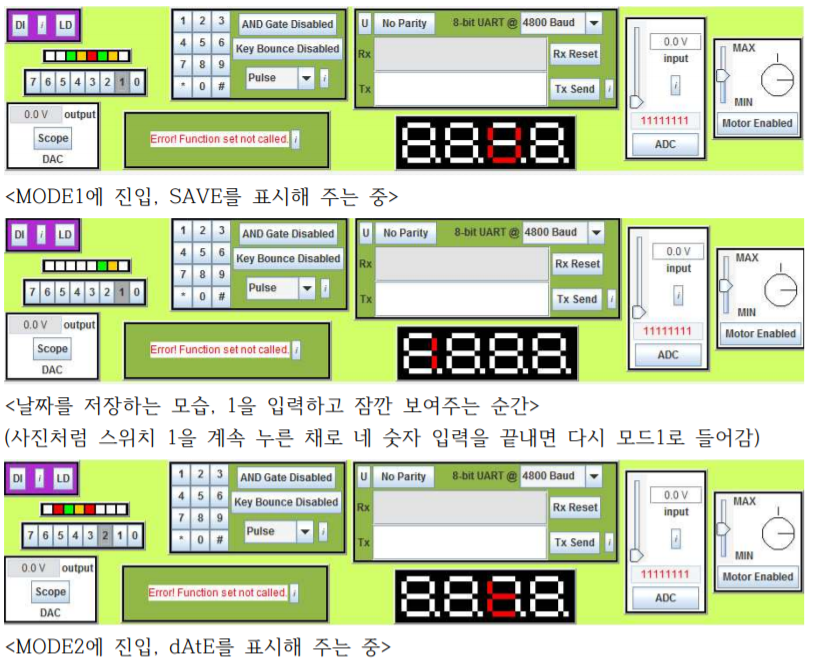 DI i LD
1 2 3
4 5 6
7 8 9
* 0 #
AND Gate Disabled
Key Bounce Disabled
Pulse i
U No Parity 8-bit UART @ 4800 Baud
Rx Rx Reset
Tx Tx Send i
0.0 V
input
i
11111111
ADC
MAX
MIN
Motor Enabled
7 6 5 4 3 2 1 0
0.0 V output
Scope
DAC
Error! Function set not called. i
<MODE1에 진입, SAVE를 표시해 주는 중>
DI i LD
1 2 3
4 5 6
7 8 9
* 0 #
AND Gate Disabled
Key Bounce Disabled
Pulse i
U No Parity 8-bit UART @ 4800 Baud
Rx Rx Reset
Tx Tx Send i
0.0 V
input
i
11111111
ADC
MAX
MIN
Motor Enabled
7 6 5 4 3 2 1 0
0.0 V output
Scope
DAC
Error! Function set not called. i
<날짜를 저장하는 모습, 1을 입력하고 잠깐 보여주는 순간>
(사진처럼 스위치 1을 계속 누른 채로 네 숫자 입력을 끝내면 다시 모드1로 들어감)
DI i LD
1 2 3
4 5 6
7 8 9
* 0 #
AND Gate Disabled
Key Bounce Disabled
Pulse i
U No Parity 8-bit UART @ 4800 Baud
Rx Rx Reset
Tx Tx Send i
0.0 V
input
i
11111111
ADC
MAX
MIN
Motor Enabled
7 6 5 4 3 2 1 0
0.0 V output
Scope
DAC
Error! Function set not called. i
<MODE2에 진입, dAtE를 표시해 주는 중>